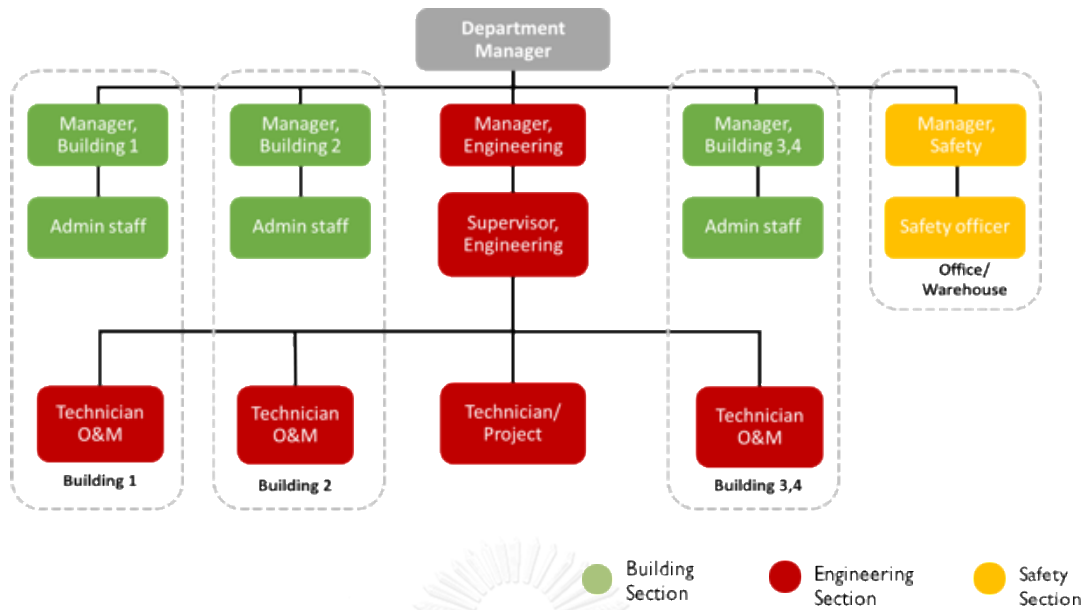 Department
Manager
Manager,
Building 1
Manager,
Building 2
Manager,
Engineering
Manager,
Building 3,4
Manager,
Safety
Admin staff
Admin staff
Supervisor,
Engineering
Admin staff
Safety officer
Office/
Warehouse
Technician
O&M
Technician
O&M
Technician/
Project
Technician
O&M
Building 1
Building 2
Building 3,4
Building
Section
Engineering
Section
Safety
Section